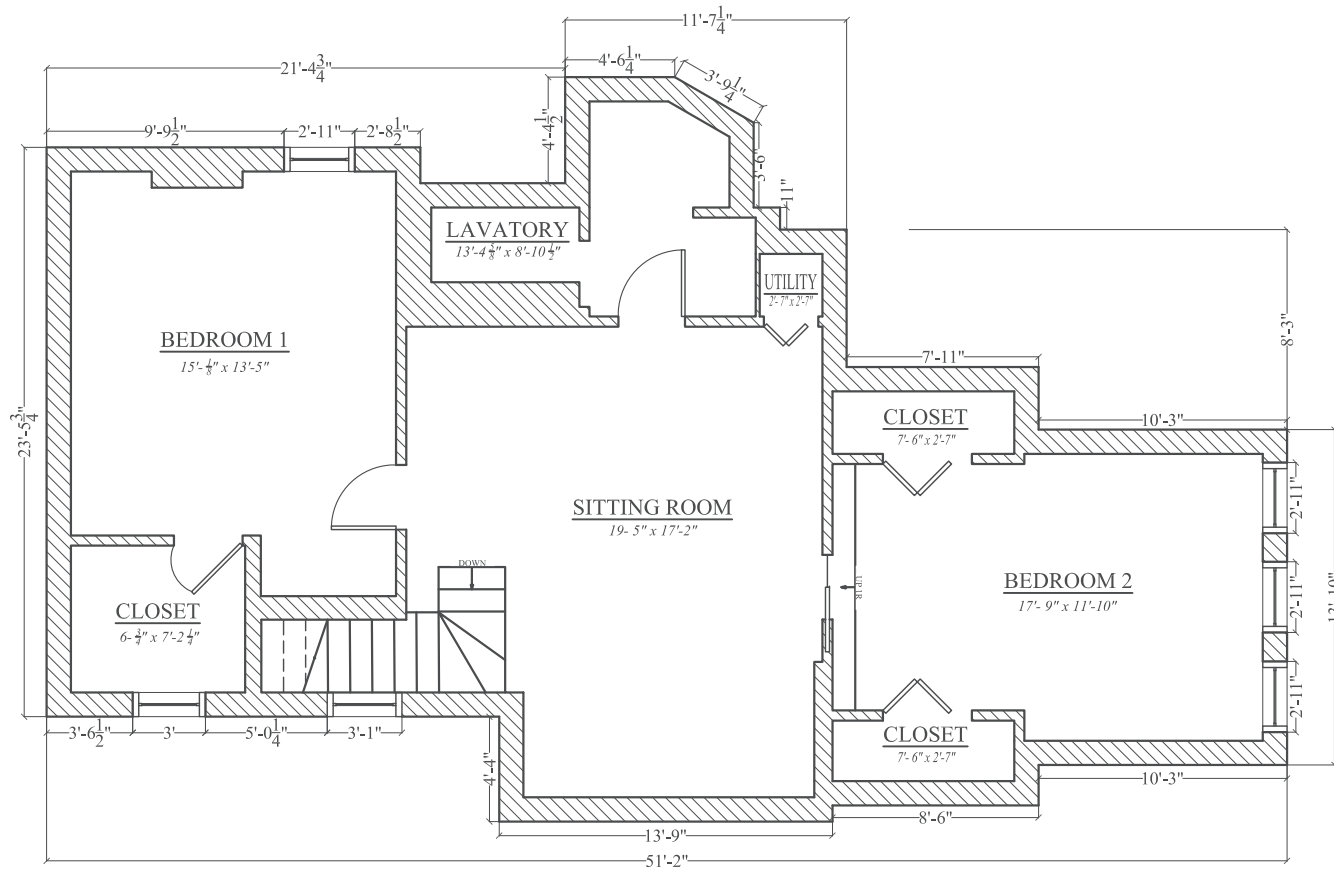 11'-7 1/4"
4'-6 1/4"
3'-9 1/4"
21'-4 3/4"
4'-4 1/2"
9'-9 1/2"
2'-11"
2'-8 1/2"
3'-6"
11"
LAVATORY
13'-4 5/8" x 8'-10 1/2"
UTILITY
2'-7" x 2'-7"
BEDROOM 1
15'- 1/8" x 13'-5"
8'-3"
7'-11"
CLOSET
7'- 6" x 2'-7"
10'-3"
23'-5 3/4"
SITTING ROOM
19- 5" x 17'-2"
2'-11"
DOWN
UP 1R
BEDROOM 2
17'- 9" x 11'-10"
2'-11"
12'-10"
CLOSET
6- 3/4" x 7'-2 1/4"
2'-11"
3'-6 1/2"
3'
5'-0 1/4"
3'-1"
4'-4"
CLOSET
7'- 6" x 2'-7"
10'-3"
8'-6"
13'-9"
51'-2"